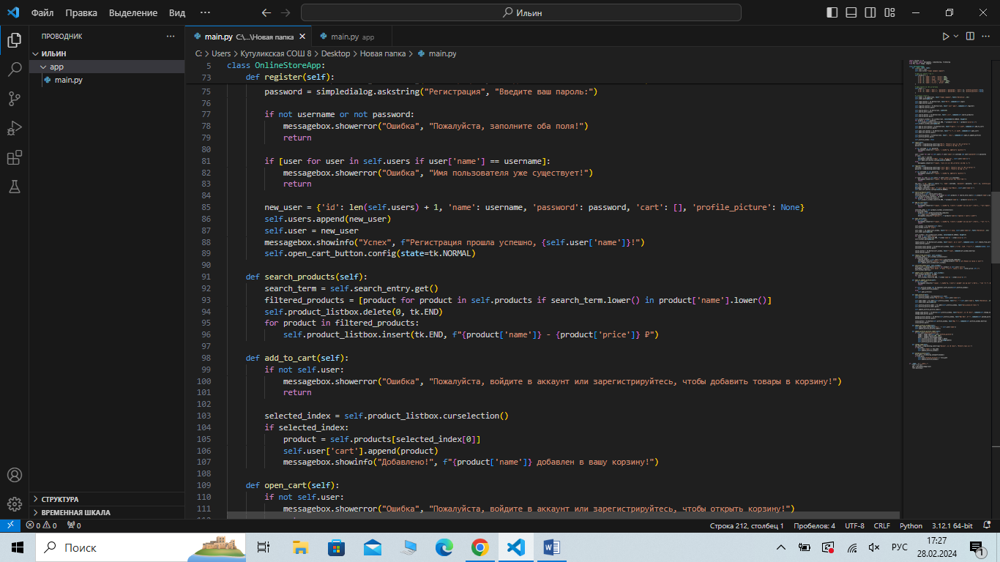 Файл Правка Выделение Вид ··· Ильин
ПРОВОДНИК ···
ИЛЬИН
app
main.py
СТРУКТУРА
ВРЕМЕННАЯ ШКАЛА
main.py C:\...\Новая папка main.py app
C: > Users > Кутуликская СОШ 8 > Desktop > Новая папка > main.py
5 class OnlineStoreApp:
73 def register(self):
75 password = simpledialog.askstring("Регистрация", "Введите ваш пароль:")
76
77 if not username or not password:
78 messagebox.showerror("Ошибка", "Пожалуйста, заполните оба поля!")
79 return
80
81 if [user for user in self.users if user['name'] == username]:
82 messagebox.showerror("Ошибка", "Имя пользователя уже существует!")
83 return
84
85 new_user = {'id': len(self.users) + 1, 'name': username, 'password': password, 'cart': [], 'profile_picture': None}
86 self.users.append(new_user)
87 self.user = new_user
88 messagebox.showinfo("Успех", f"Регистрация прошла успешно, {self.user['name']}!")
89 self.open_cart_button.config(state=tk.NORMAL)
90
91 def search_products(self):
92 search_term = self.search_entry.get()
93 filtered_products = [product for product in self.products if search_term.lower() in product['name'].lower()]
94 self.product_listbox.delete(0, tk.END)
95 for product in filtered_products:
96 self.product_listbox.insert(tk.END, f"{product['name']} - {product['price']} ₽")
97
98 def add_to_cart(self):
99 if not self.user:
100 messagebox.showerror("Ошибка", "Пожалуйста, войдите в аккаунт или зарегистрируйтесь, чтобы добавить товары в корзину!")
101 return
102
103 selected_index = self.product_listbox.curselection()
104 if selected_index:
105 product = self.products[selected_index[0]]
106 self.user['cart'].append(product)
107 messagebox.showinfo("Добавлено!", f"{product['name']} добавлен в вашу корзину!")
108
109 def open_cart(self):
110 if not self.user:
111 messagebox.showerror("Ошибка", "Пожалуйста, войдите в аккаунт или зарегистрируйтесь, чтобы открыть корзину!")
0 0 0 Строка 212, столбец 1 Пробелов: 4 UTF-8 CRLF Python 3.12.1 64-bit
Поиск РУС 17:27
28.02.2024 1